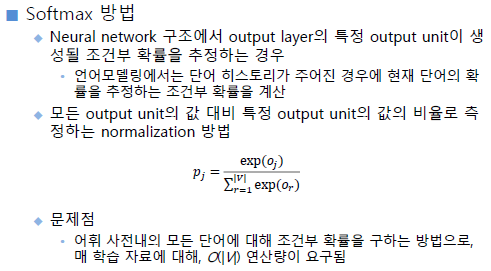 Softmax 방법
Neural network 구조에서 output layer의 특정 output unit이 생
성될 조건부 확률을 추정하는 경우
언어모델링에서는 단어 히스토리가 주어진 경우에 현재 단어의 확
률을 추정하는 조건부 확률을 계산
모든 output unit의 값 대비 특정 output unit의 값의 비율로 측
정하는 normalization 방법
p_j = exp(o_j) / ∑_{r=1}^{|V|} exp(o_r)
문제점
어휘 사전내의 모든 단어에 대해 조건부 확률을 구하는 방법으로,
매 학습 자료에 대해, O(|V|) 연산량이 요구됨